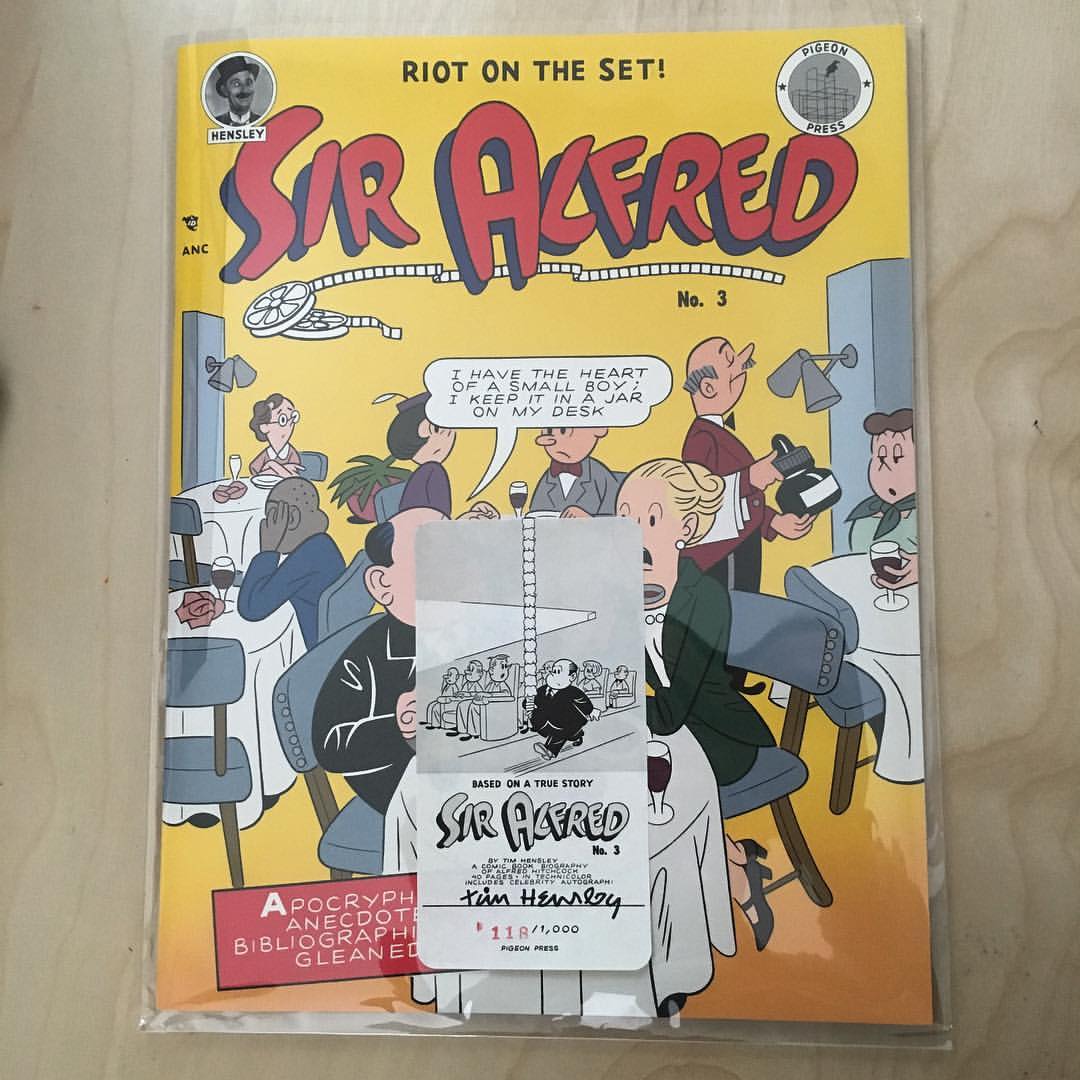 RIOT ON THE SET!
HENSLEY
PIGEON
PRESS
SIR ALFRED
ANC
No. 3
I HAVE THE HEART
OF A SMALL BOY;
I KEEP IT IN A JAR
ON MY DESK
BASED ON A TRUE STORY
SIR ALFRED
No. 3
BY TIM HENSLEY
A COMIC BOOK BIOGRAPHY
OF ALFRED HITCHCOCK
40 PAGES • IN TECHNICOLOR
INCLUDES CELEBRITY AUTOGRAPH:
Tim Hensley
118/1,000
PIGEON PRESS
APOCRYPH
ANECDOTE
BIBLIOGRAPHI
GLEANED